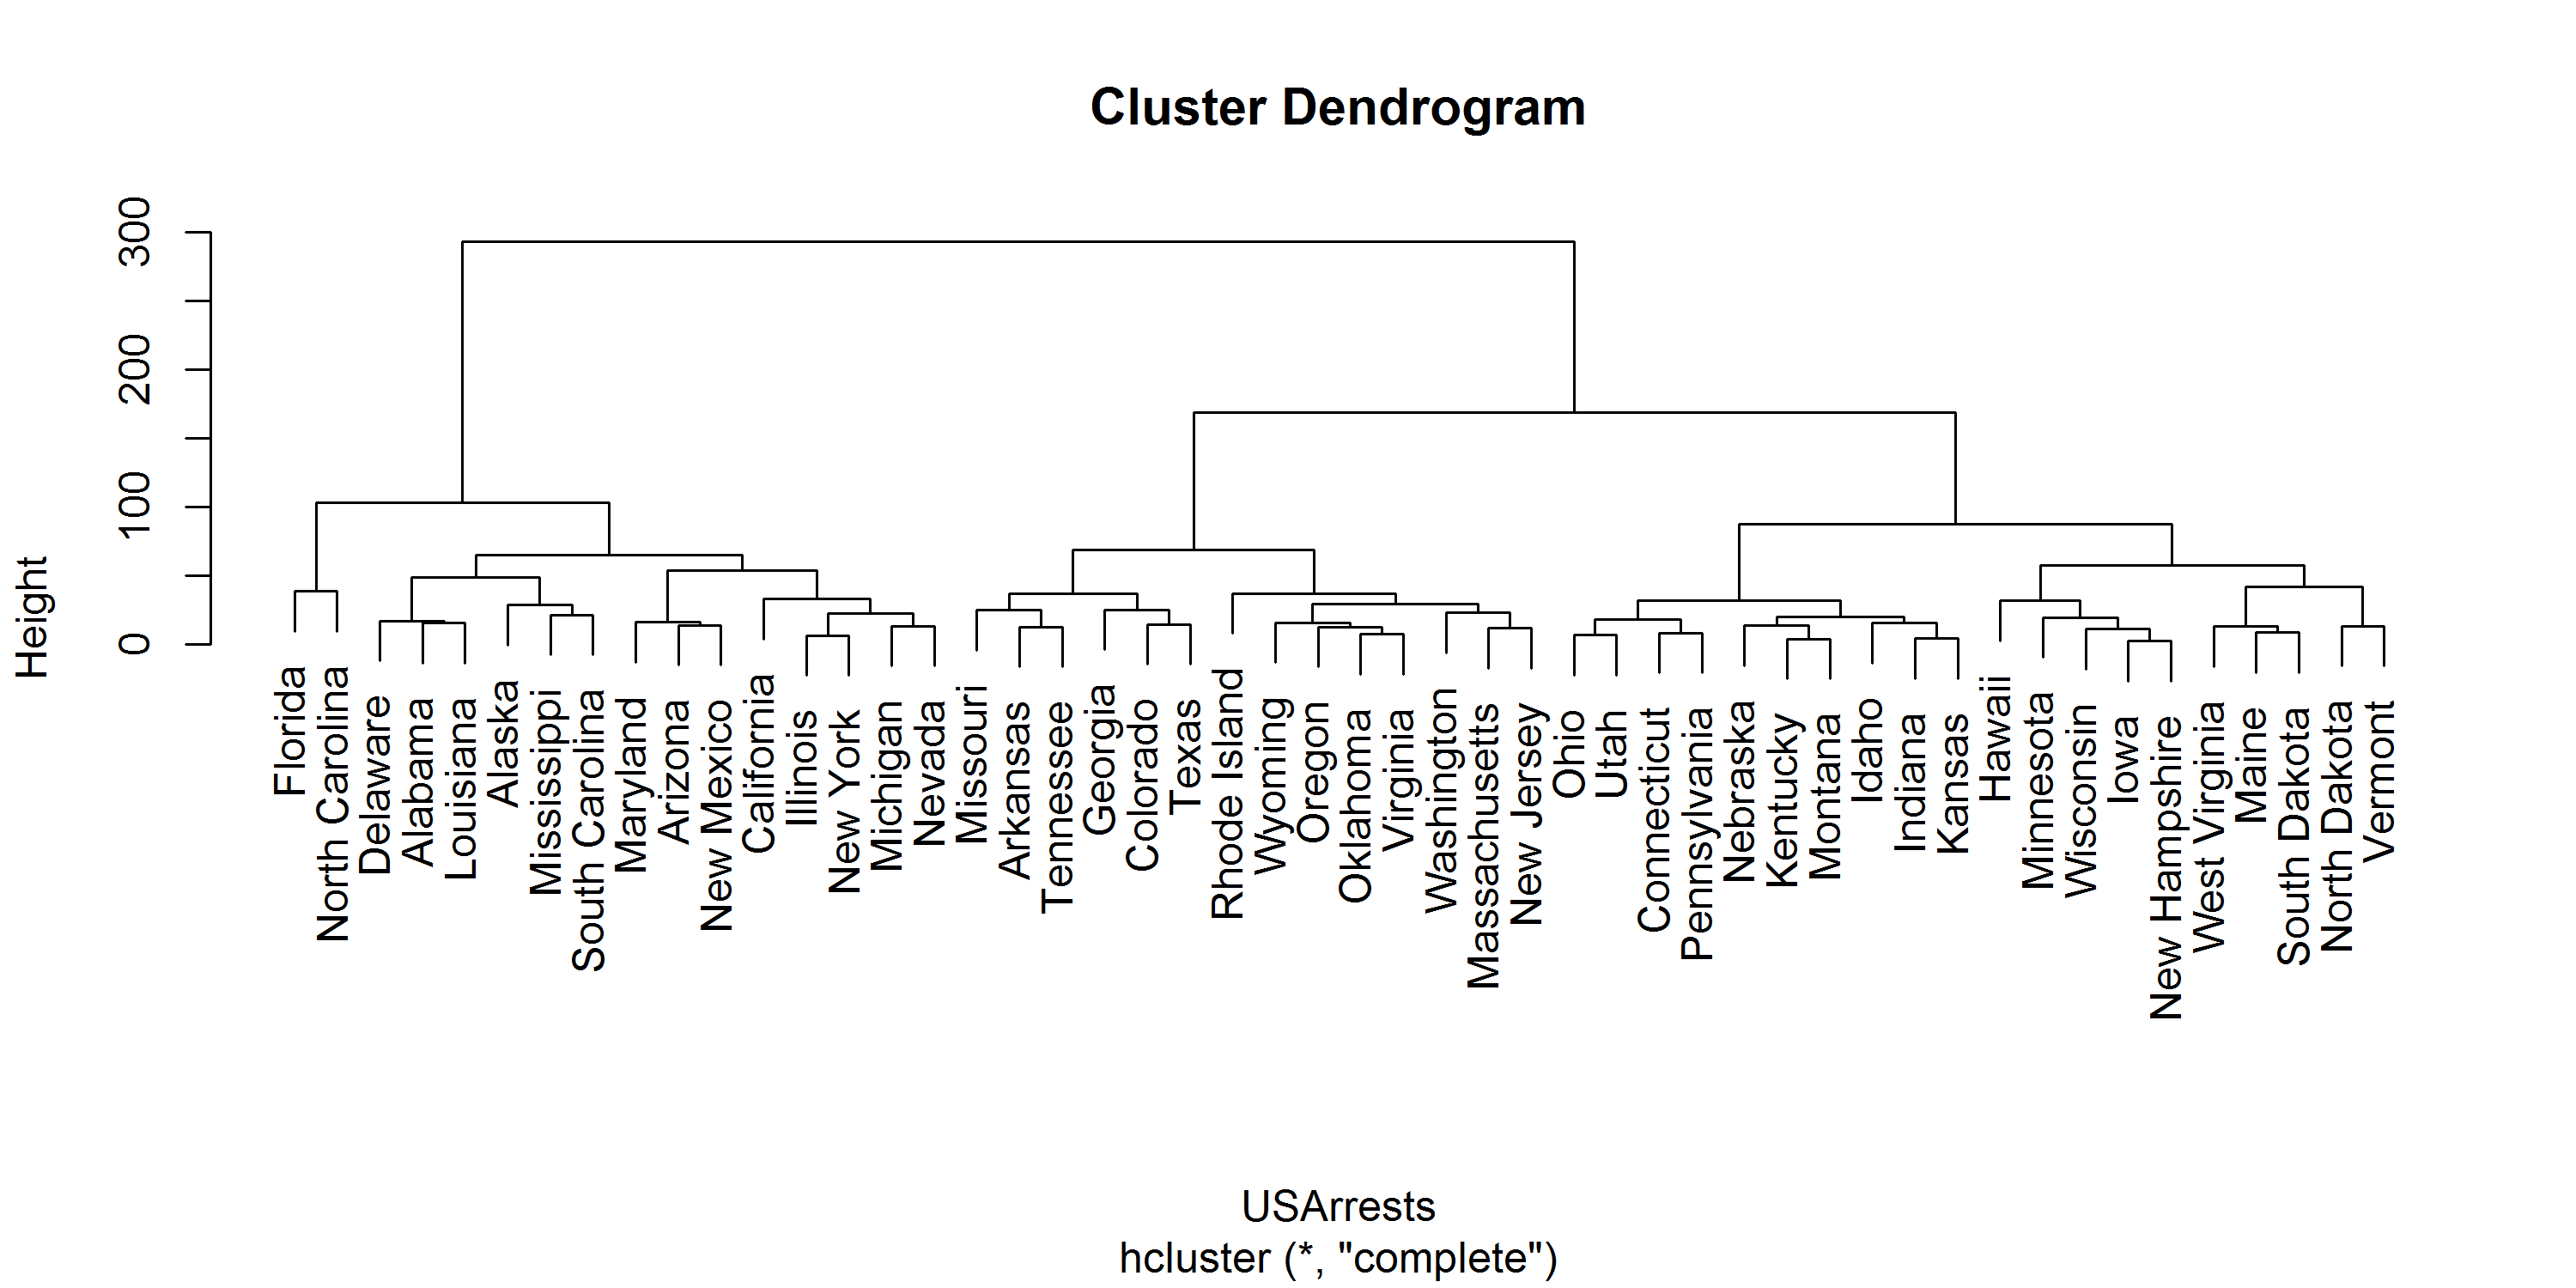 Cluster Dendrogram
Height
300
200
100
0
Florida
North Carolina
Delaware
Alabama
Louisiana
Alaska
Mississippi
South Carolina
Maryland
Arizona
New Mexico
California
Illinois
New York
Michigan
Nevada
Missouri
Arkansas
Tennessee
Georgia
Colorado
Texas
Rhode Island
Wyoming
Oregon
Oklahoma
Virginia
Washington
Massachusetts
New Jersey
Ohio
Utah
Connecticut
Pennsylvania
Nebraska
Kentucky
Montana
Idaho
Indiana
Kansas
Hawaii
Minnesota
Wisconsin
Iowa
New Hampshire
West Virginia
Maine
South Dakota
North Dakota
Vermont
USArrests
hcluster (*, "complete")